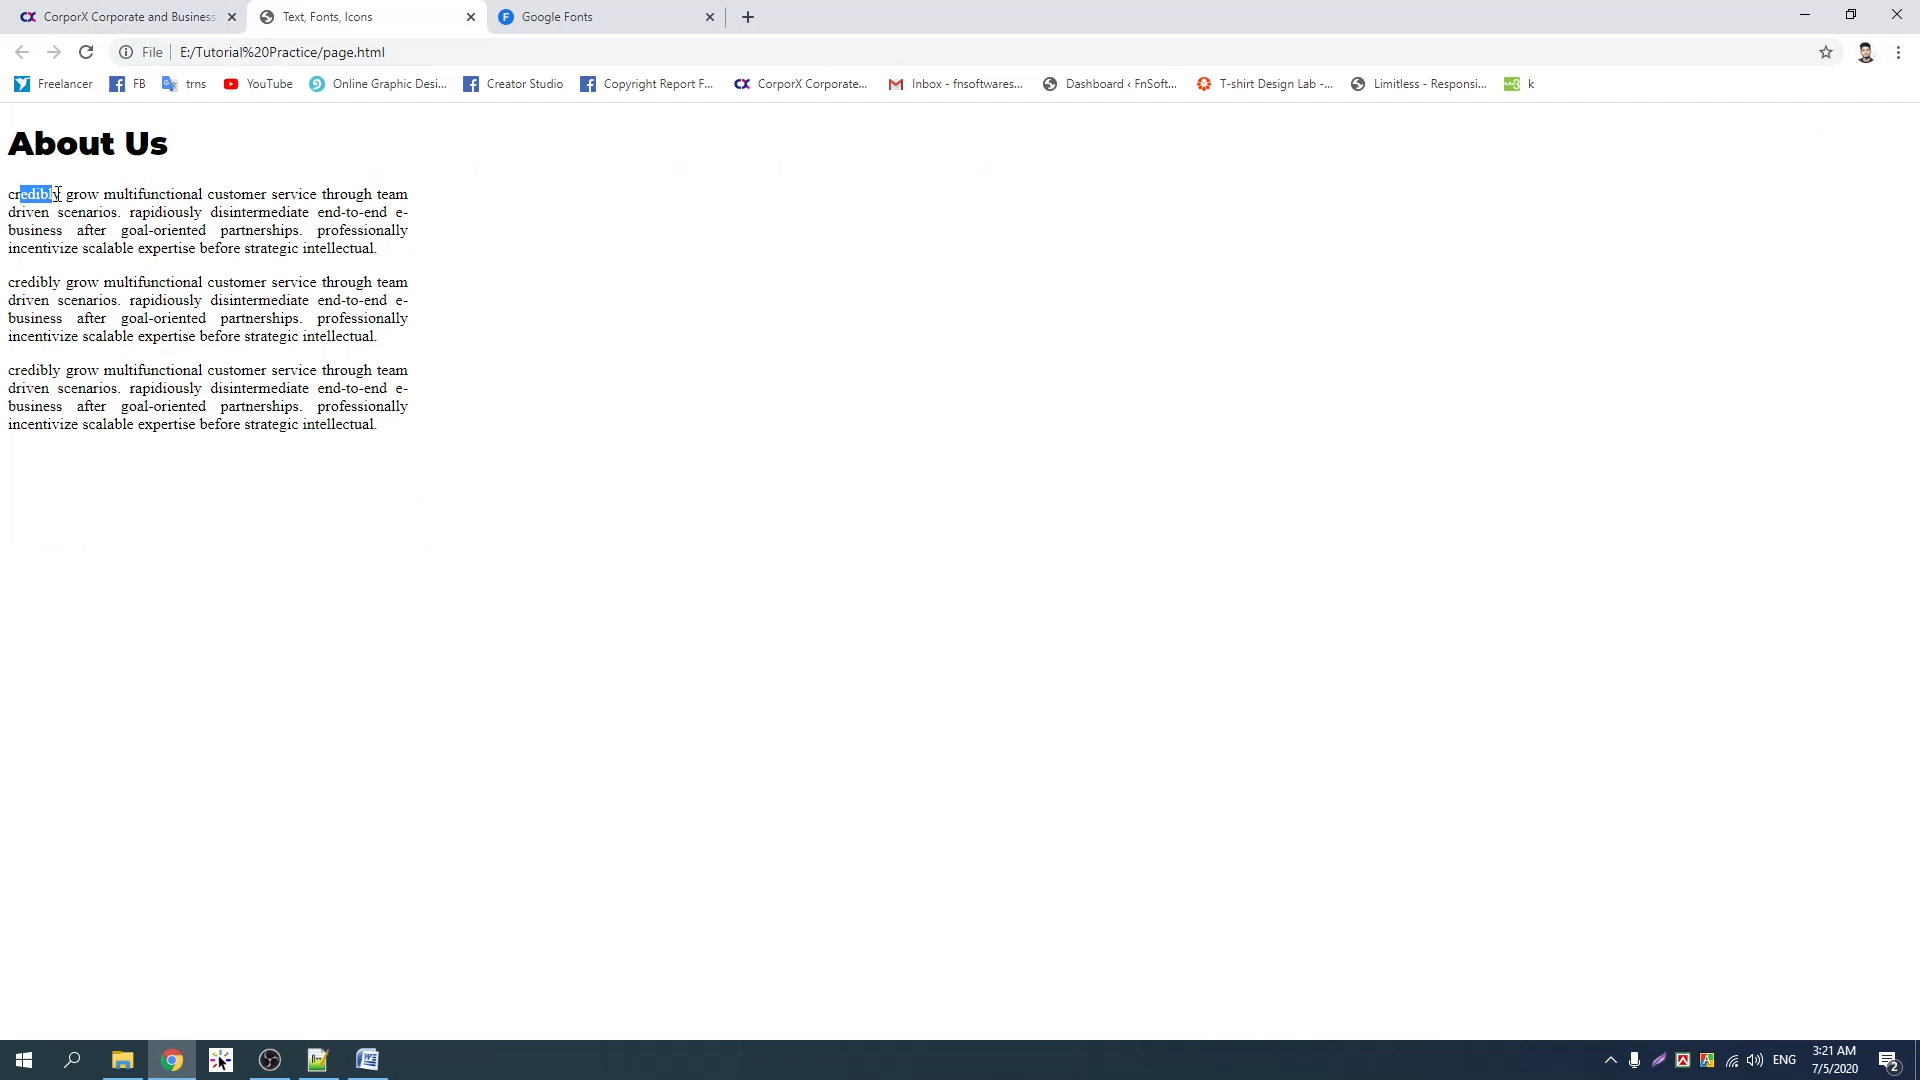 CorporX Corporate and Business
Text, Fonts, Icons
Google Fonts
File
E:/Tutorial%20Practice/page.html
Freelancer
FB
trns
YouTube
Online Graphic Desi...
Creator Studio
Copyright Report F...
CorporX Corporate...
Inbox - fnsoftwares...
Dashboard ‹ FnSoft...
T-shirt Design Lab -...
Limitless - Responsi...
k
About Us
credibly grow multifunctional customer service through team
driven scenarios. rapidiously disintermediate end-to-end e-
business after goal-oriented partnerships. professionally
incentivize scalable expertise before strategic intellectual.
credibly grow multifunctional customer service through team
driven scenarios. rapidiously disintermediate end-to-end e-
business after goal-oriented partnerships. professionally
incentivize scalable expertise before strategic intellectual.
credibly grow multifunctional customer service through team
driven scenarios. rapidiously disintermediate end-to-end e-
business after goal-oriented partnerships. professionally
incentivize scalable expertise before strategic intellectual.
ENG
3:21 AM
7/5/2020
2